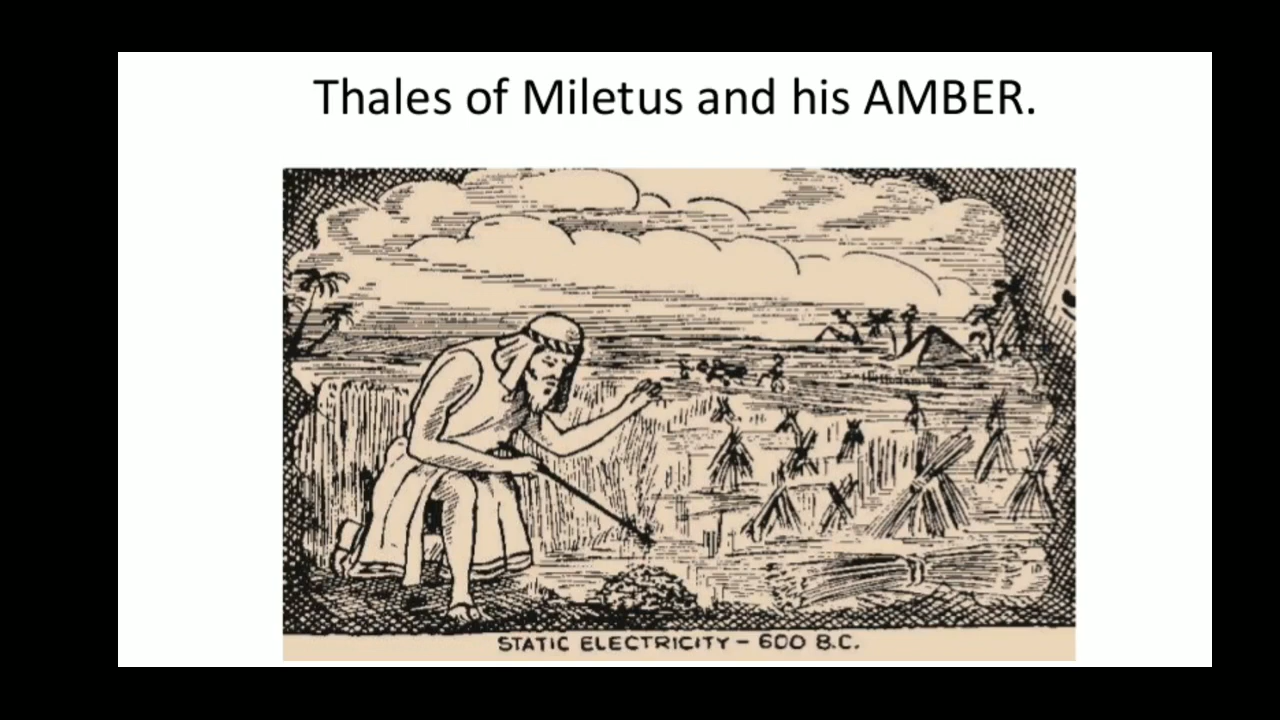 Thales of Miletus and his AMBER.
STATIC ELECTRICITY – 600 B.C.